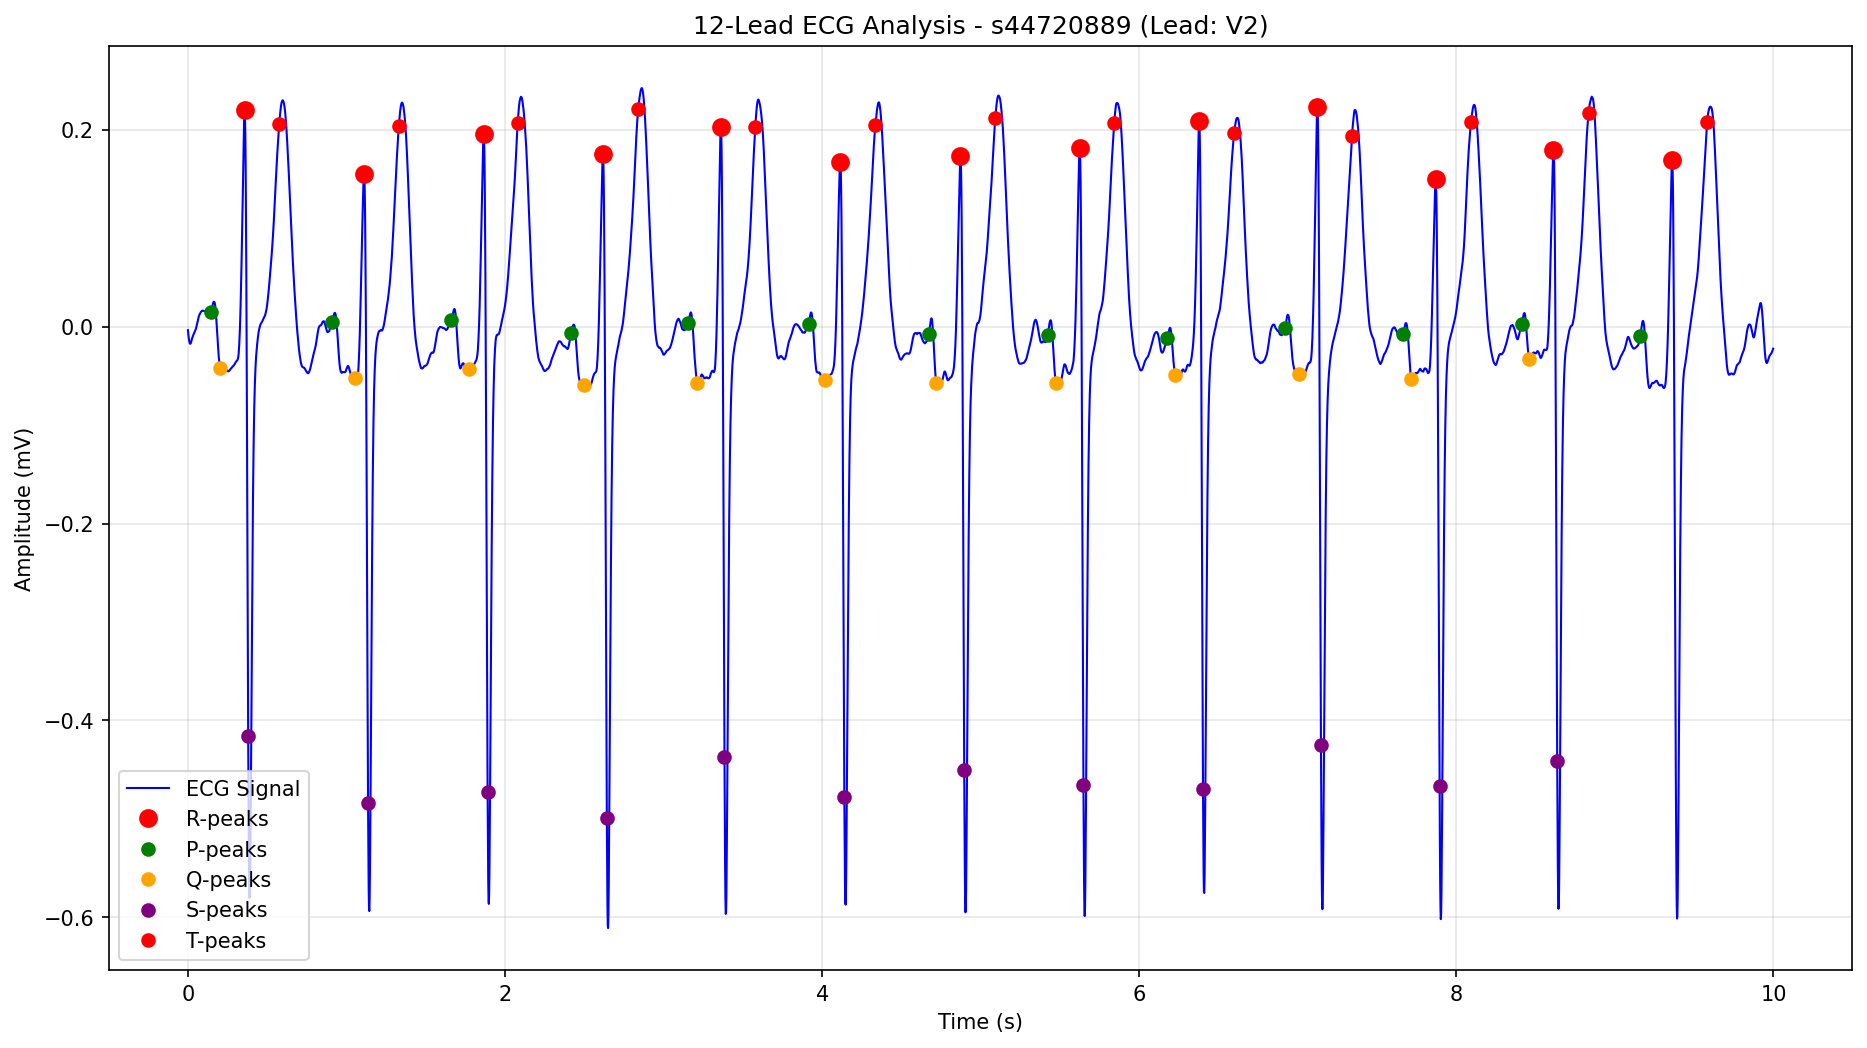 12-Lead ECG Analysis - s44720889 (Lead: V2)
Amplitude (mV)
0.2
0.0
−0.2
−0.4
−0.6
ECG Signal
R-peaks
P-peaks
Q-peaks
S-peaks
T-peaks
0 2 4 6 8 10
Time (s)